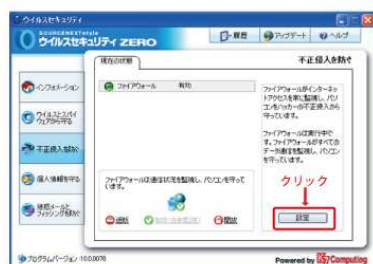 ウイルスセキュリティ
SOURCENEXT
ウイルスセキュリティ ZERO
履歴
アップデート
ヘルプ
現在の状態
不正侵入を防ぐ
インフォメーション
ウイルスとスパイ
ウェアから守る
不正侵入を防ぐ
個人情報を守る
迷惑メールと
フィッシングを防ぐ
ファイアウォール 有効
ファイアウォールは通信状況を監視し、パソコンを守って
います。
遮断
開放
ファイアウォールがインターネッ
トアクセスを常に監視し、パソ
コンをハッカーの不正侵入から
守っています。
ファイアウォールは実行中で
す。ファイアウォールがすべての
データ通信を監視し、パソコン
を守っています。
クリック
設定
プログラムバージョン：10.0.0078
Powered by K7Computing